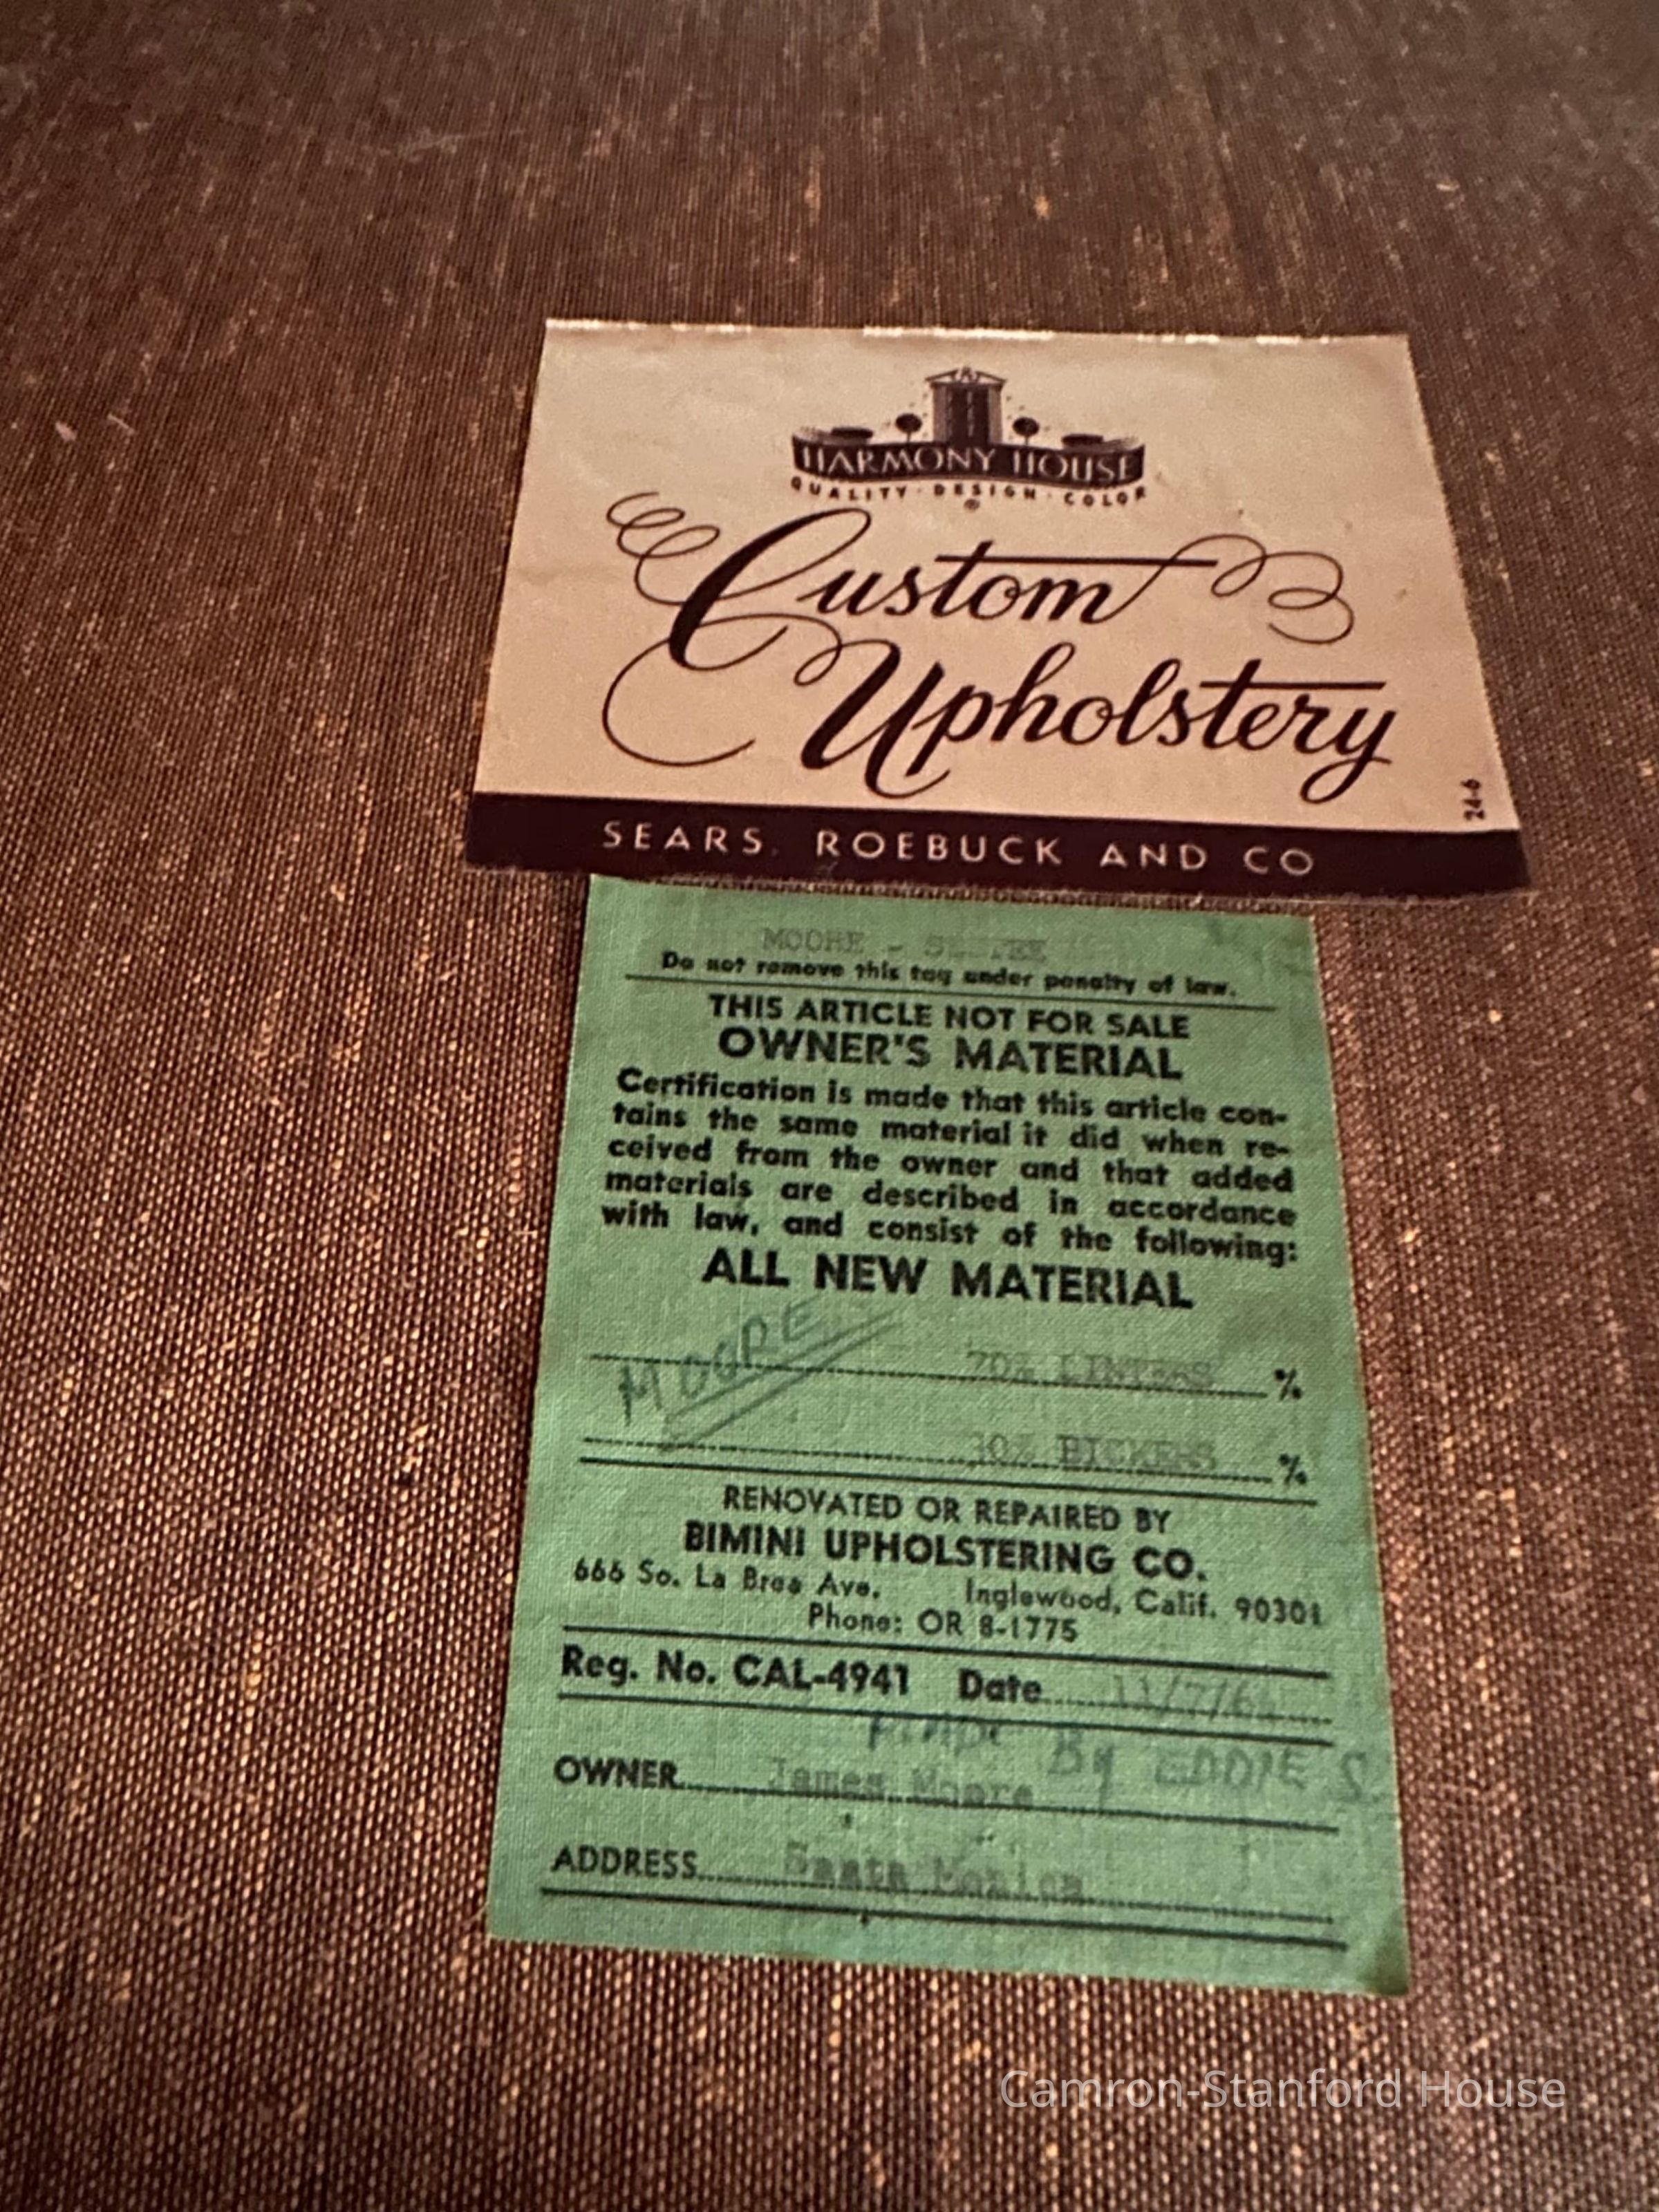 HARMONY HOUSE
QUALITY · DESIGN · COLOR
®
Custom
Upholstery
24-6
SEARS, ROEBUCK AND CO
MOORE -
Do not remove this tag under penalty of law.
THIS ARTICLE NOT FOR SALE
OWNER'S MATERIAL
Certification is made that this article con-
tains the same material it did when re-
ceived from the owner and that added
materials are described in accordance
with law, and consist of the following:
ALL NEW MATERIAL
MOORE
70% LINTERS %
30% PICKERS %
RENOVATED OR REPAIRED BY
BIMINI UPHOLSTERING CO.
666 So. La Brea Ave. Inglewood, Calif. 90301
Phone: OR 8-1775
Reg. No. CAL-4941 Date
MADE By EDDIE S.
OWNER James Moore
ADDRESS Santa Monica
Camron-Stanford House